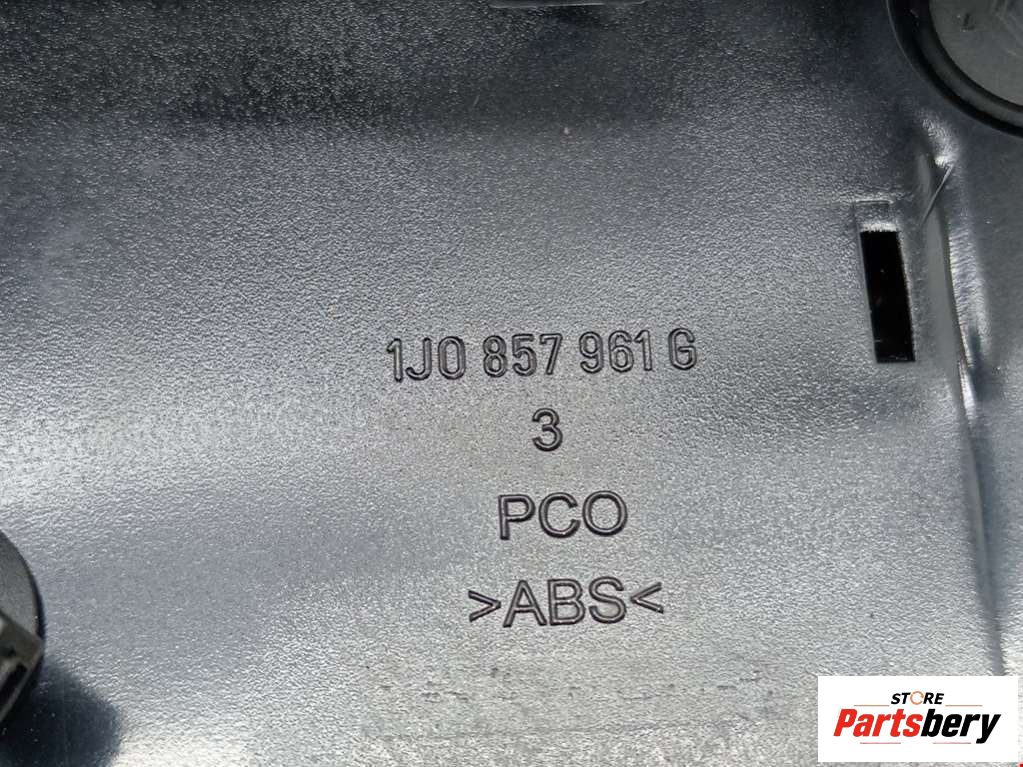 1J0 857 961 G
3
PCO
>ABS<
STORE
Partsbery